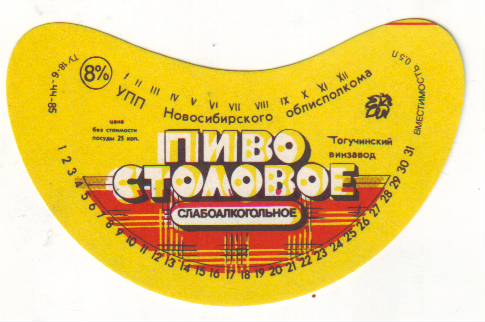 ТУ-18-6-44-85
8%
I II III IV V VI VII VIII IX X XI XII
УПП Новосибирского облисполкома
ВМЕСТИМОСТЬ 0,5 Л
цена
без стоимости
посуды 25 коп.
Тогучинский
винзавод
ПИВО
СТОЛОВОЕ
СЛАБОАЛКОГОЛЬНОЕ
1 2 3 4 5 6 7 8 9 10 11 12 13 14 15 16 17 18 19 20 21 22 23 24 25 26 27 28 29 30 31